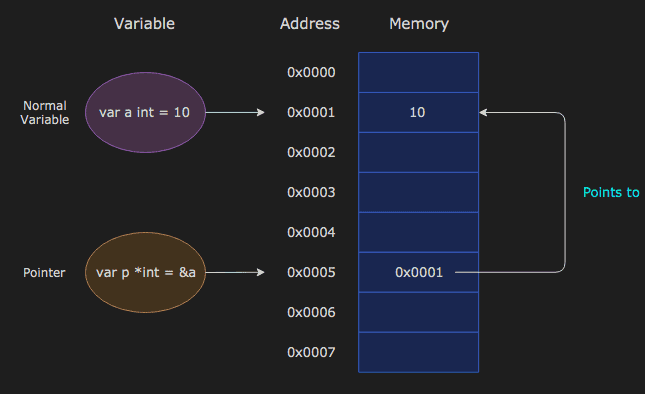 Variable Address Memory
0x0000
Normal
Variable
var a int = 10
0x0001
10
0x0002
0x0003
Points to
0x0004
Pointer
var p *int = &a
0x0005
0x0001
0x0006
0x0007